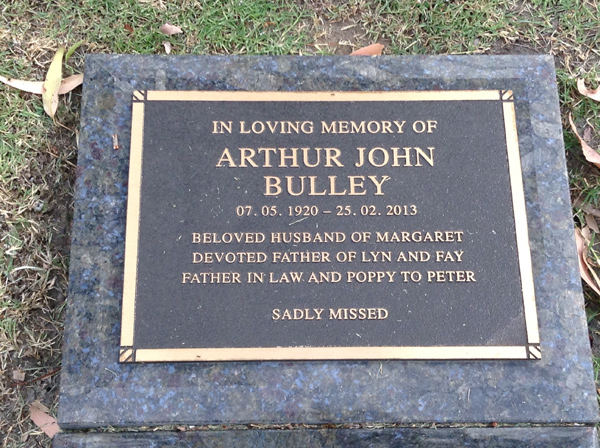 IN LOVING MEMORY OF
ARTHUR JOHN
BULLEY
07. 05. 1920 – 25. 02. 2013
BELOVED HUSBAND OF MARGARET
DEVOTED FATHER OF LYN AND FAY
FATHER IN LAW AND POPPY TO PETER
SADLY MISSED